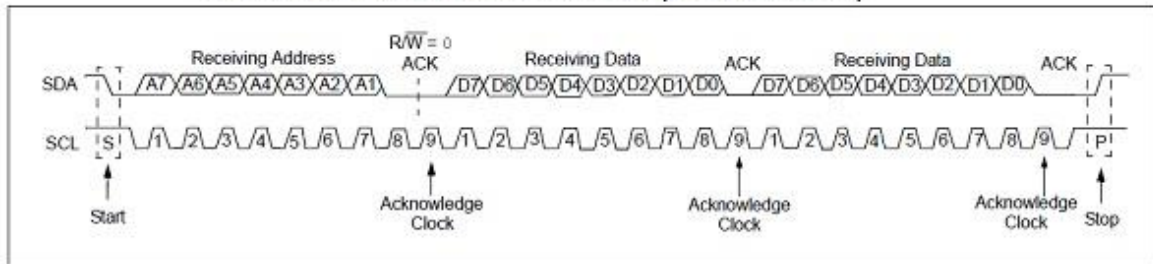 R/W = 0
Receiving Address ACK Receiving Data ACK Receiving Data ACK
SDA A7 A6 A5 A4 A3 A2 A1 D7 D6 D5 D4 D3 D2 D1 D0 D7 D6 D5 D4 D3 D2 D1 D0
SCL S 1 2 3 4 5 6 7 8 9 1 2 3 4 5 6 7 8 9 1 2 3 4 5 6 7 8 9 P
Start
Acknowledge
Clock
Acknowledge
Clock
Acknowledge
Clock
Stop